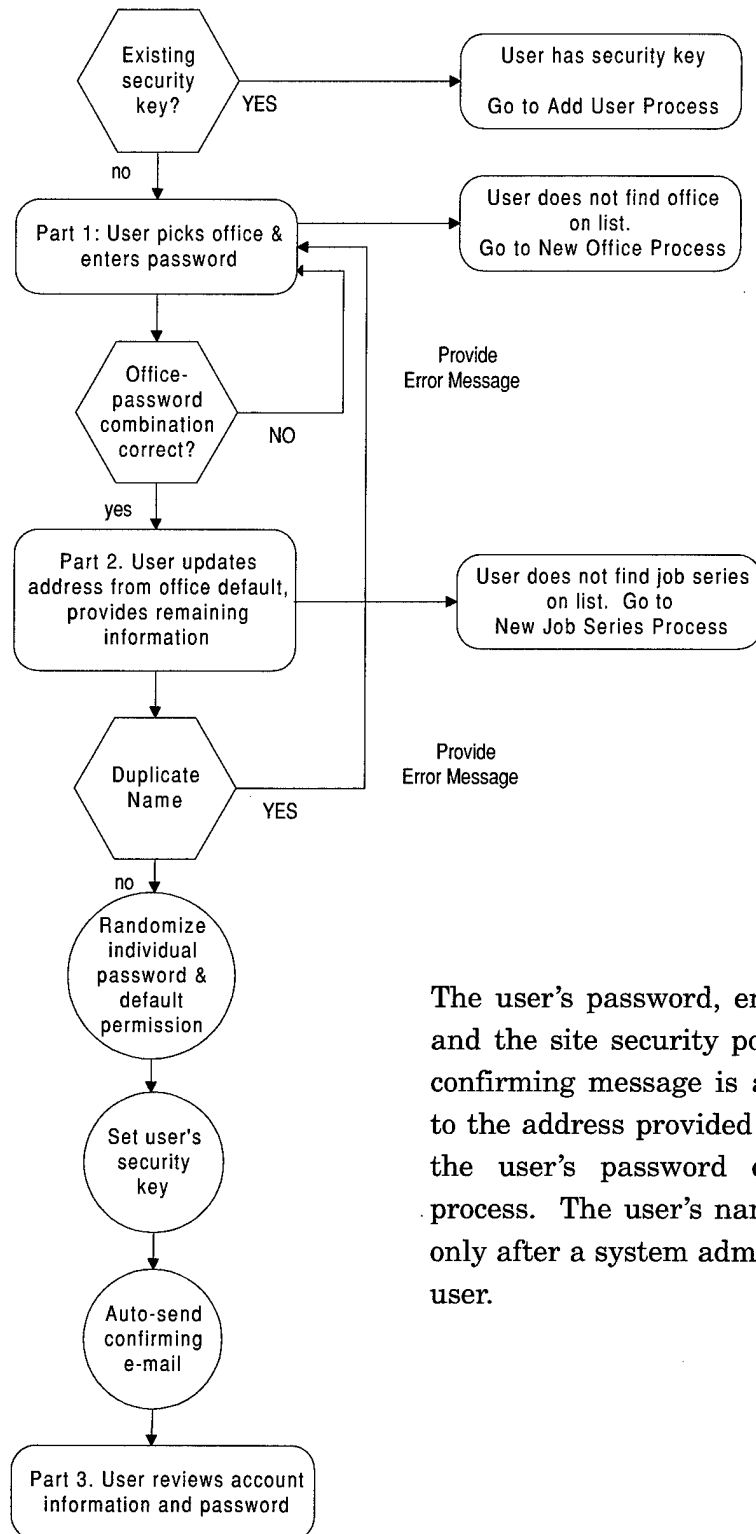 Existing
security
key?
YES
User has security key
Go to Add User Process
no
Part 1: User picks office &
enters password
User does not find office
on list.
Go to New Office Process
Provide
Error Message
Office-
password
combination
correct?
NO
yes
Part 2. User updates
address from office default,
provides remaining
information
User does not find job series
on list. Go to
New Job Series Process
Duplicate
Name
YES
Provide
Error Message
no
Randomize
individual
password &
default
permission
Set user's
security
key
Auto-send
confirming
e-mail
Part 3. User reviews account
information and password
The user's password,
and the site security
confirming message is
to the address provided
the user's password
process. The user's
only after a system
user.